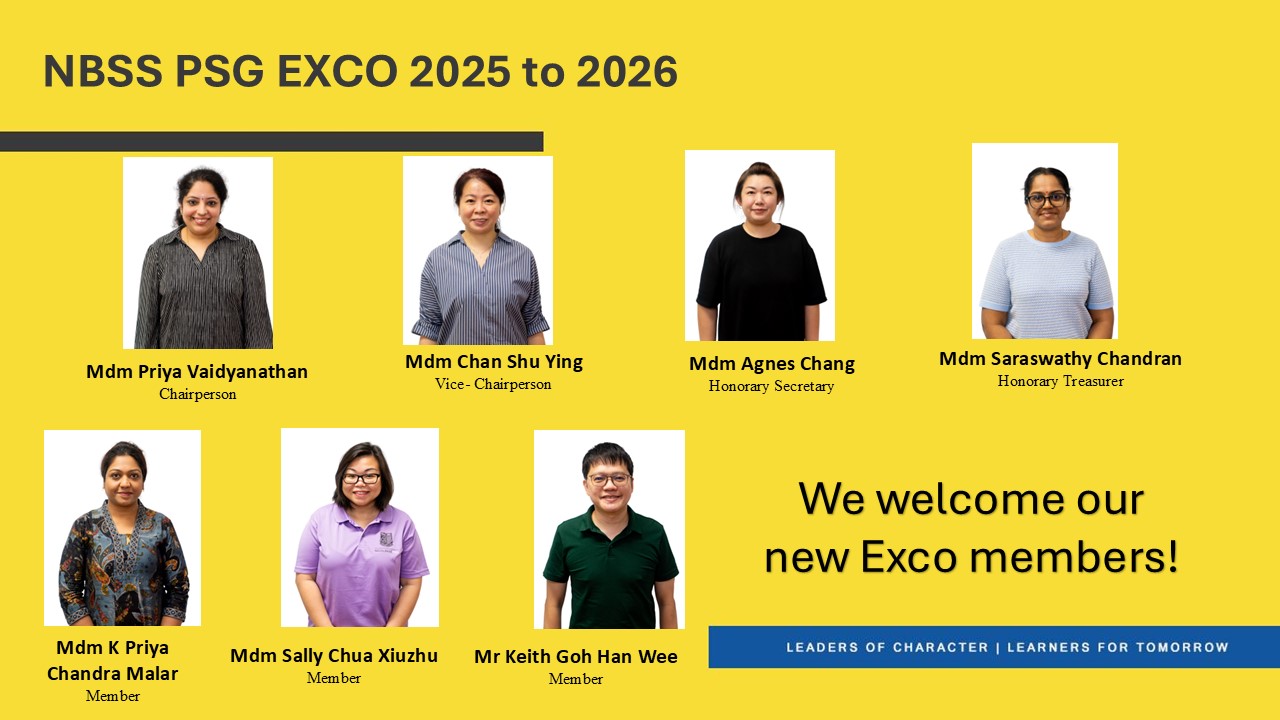 NBSS PSG EXCO 2025 to 2026
Mdm Priya Vaidyanathan
Chairperson
Mdm Chan Shu Ying
Vice- Chairperson
Mdm Agnes Chang
Honorary Secretary
Mdm Saraswathy Chandran
Honorary Treasurer
Mdm K Priya
Chandra Malar
Member
Mdm Sally Chua Xiuzhu
Member
Mr Keith Goh Han Wee
Member
We welcome our
new Exco members!
LEADERS OF CHARACTER | LEARNERS FOR TOMORROW